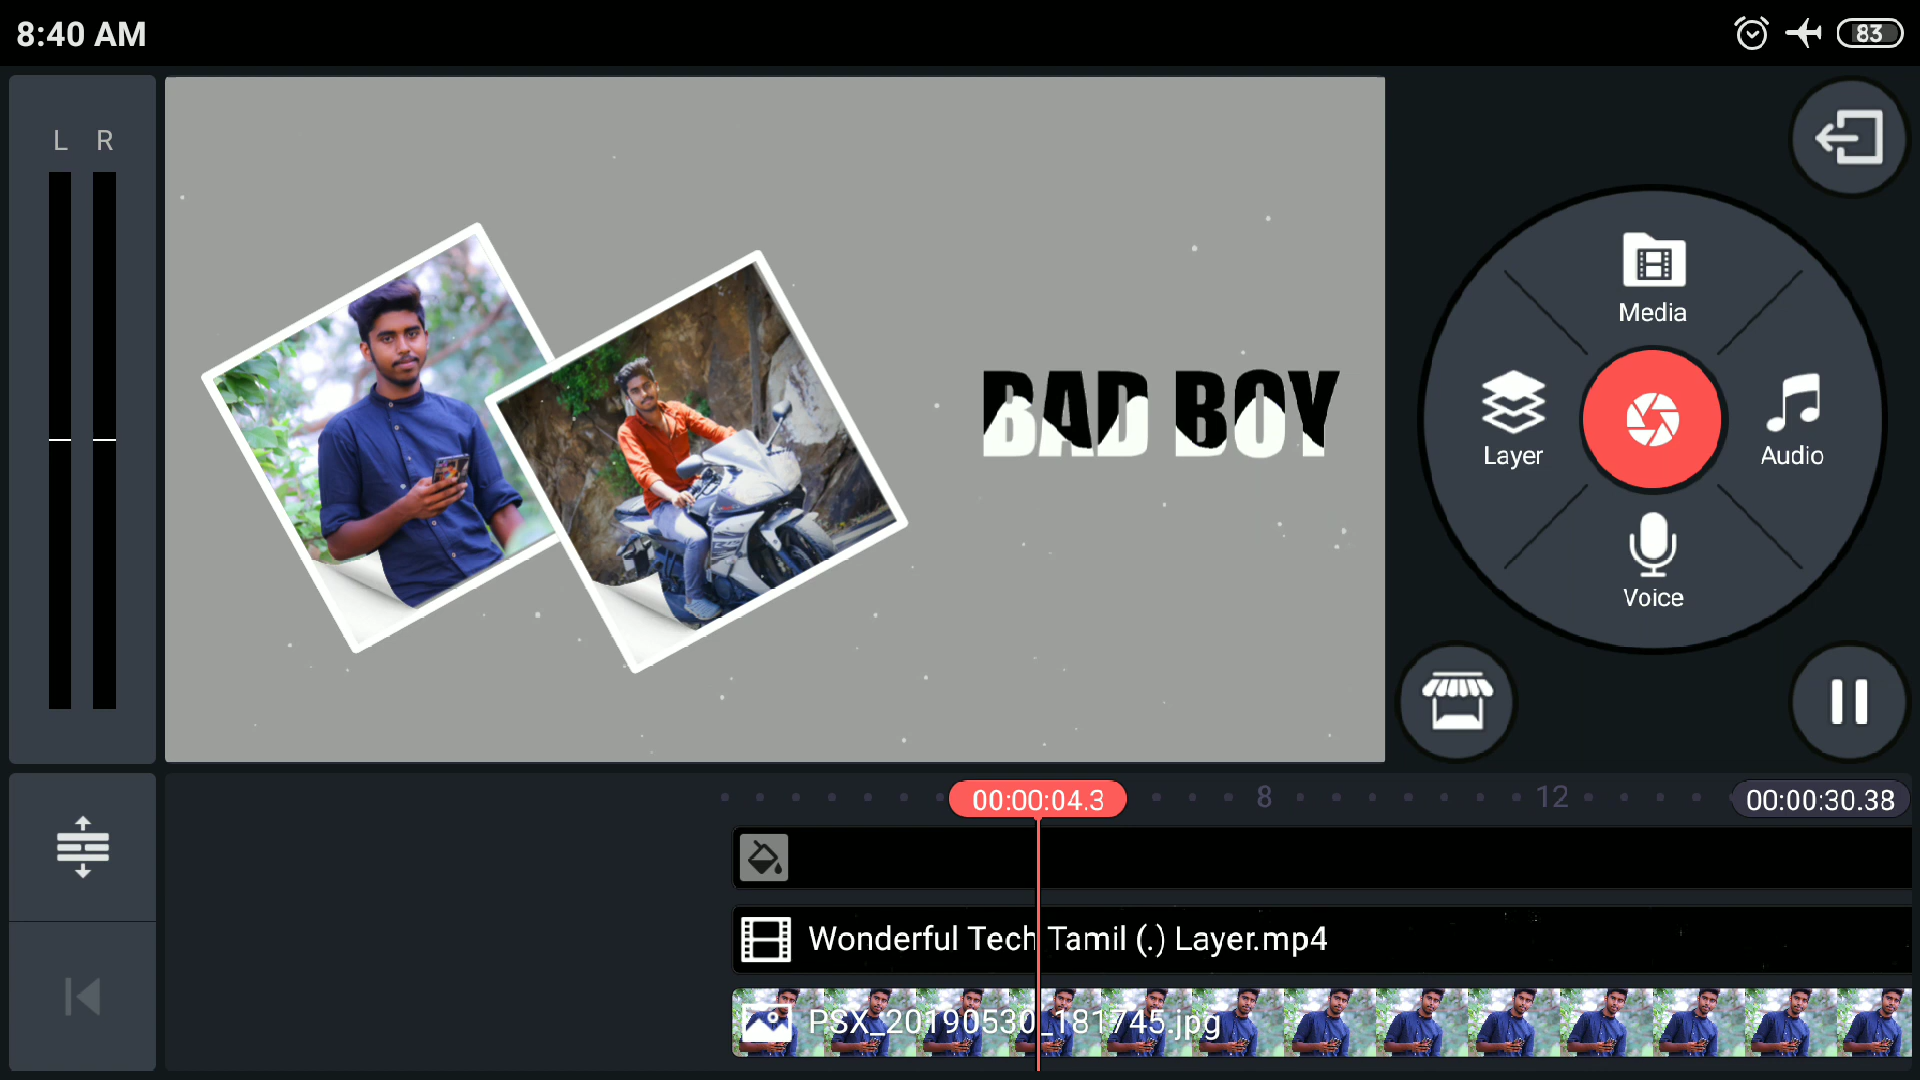 8:40 AM
83
L R
BAD BOY
Media
Layer
Audio
Voice
00:00:04.3
8
12
00:00:30.38
Wonderful Tech Tamil (.) Layer.mp4
PSX_20190530_181745.jpg